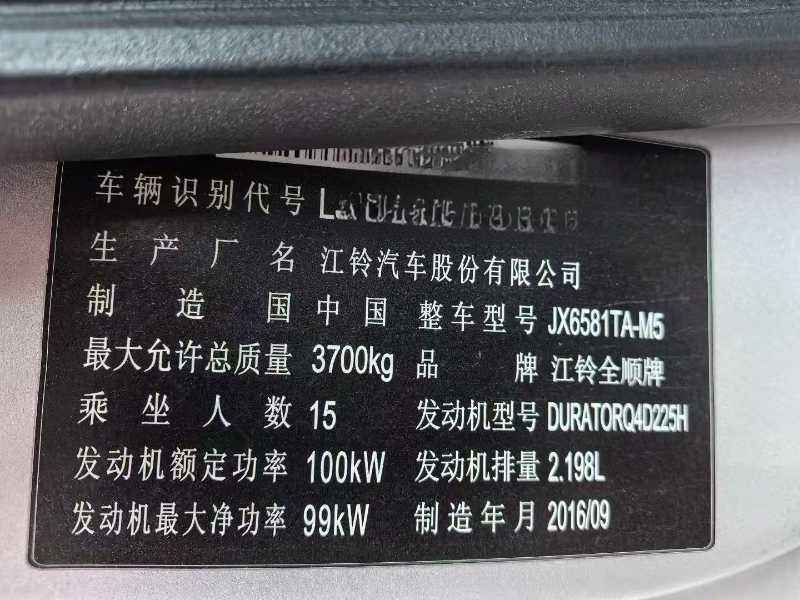 车辆识别代号
生产厂名 江铃汽车股份有限公司
制造国 中国 整车型号 JX6581TA-M5
最大允许总质量 3700kg 品牌 江铃全顺牌
乘坐人数 15 发动机型号 DURATORQ4D225H
发动机额定功率 100kW 发动机排量 2.198L
发动机最大净功率 99kW 制造年月 2016/09